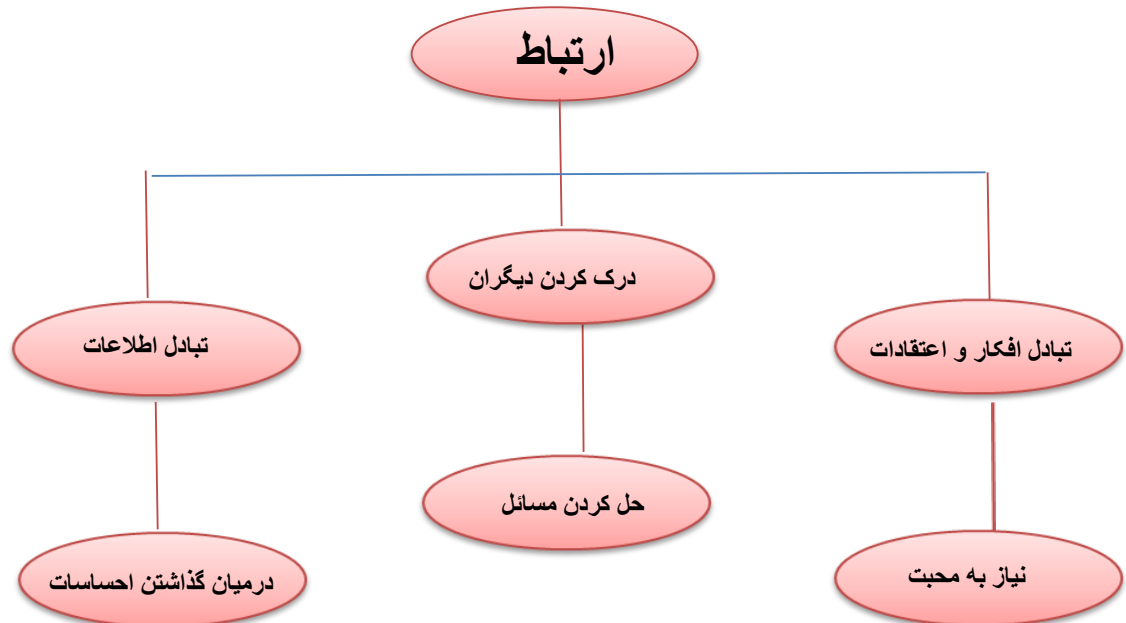 ارتباط
درک کردن دیگران
تبادل افکار و اعتقادات
تبادل اطلاعات
حل کردن مسائل
نیاز به محبت
درمیان گذاشتن احساسات